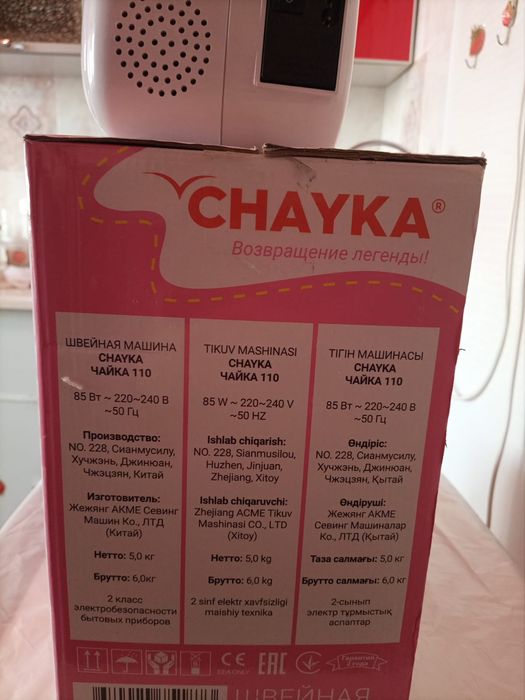 CHAYKA®
Возвращение легенды!
ШВЕЙНАЯ МАШИНА
CHAYKA
ЧАЙКА 110
85 Вт ~ 220~240 В
~50 Гц
Производство:
NO. 228, Сианмусилу,
Хучжэнь, Джинюан,
Чжэцзян, Китай
Изготовитель:
Жежянг АКМЕ Севинг
Машин Ко., ЛТД
(Китай)
Нетто: 5,0 кг
Брутто: 6,0кг
2 класс
электробезопасности
бытовых приборов
TIKUV MASHINASI
CHAYKA
ЧАЙКА 110
85 W ~ 220~240 V
~50 HZ
Ishlab chiqarish:
NO. 228, Sianmusilou,
Huzhen, Jinjuan,
Zhejiang, Xitoy
Ishlab chiqaruvchi:
Zhejiang ACME Tikuv
Mashinasi CO., LTD
(Xitoy)
Netto: 5,0 kg
Brutto: 6,0 kg
2 sinf elektr xavfsizligi
maishiy texnika
ТІГІН МАШИНАСЫ
CHAYKA
ЧАЙКА 110
85 Вт ~ 220~240 В
~50 Гц
Өндіріс:
NO. 228, Сианмусилу,
Хучжэнь, Джинюан,
Чжэцзян, Қытай
Өндіруші:
Жежянг АКМЕ
Севинг Машиналар
Ко., ЛТД (Қытай)
Таза салмағы: 5,0 кг
Брутто салмағы: 6,0 кг
2-сынып
электр тұрмыстық
аспаптар
CE EAC
Гарантия
ШВЕЙНАЯ